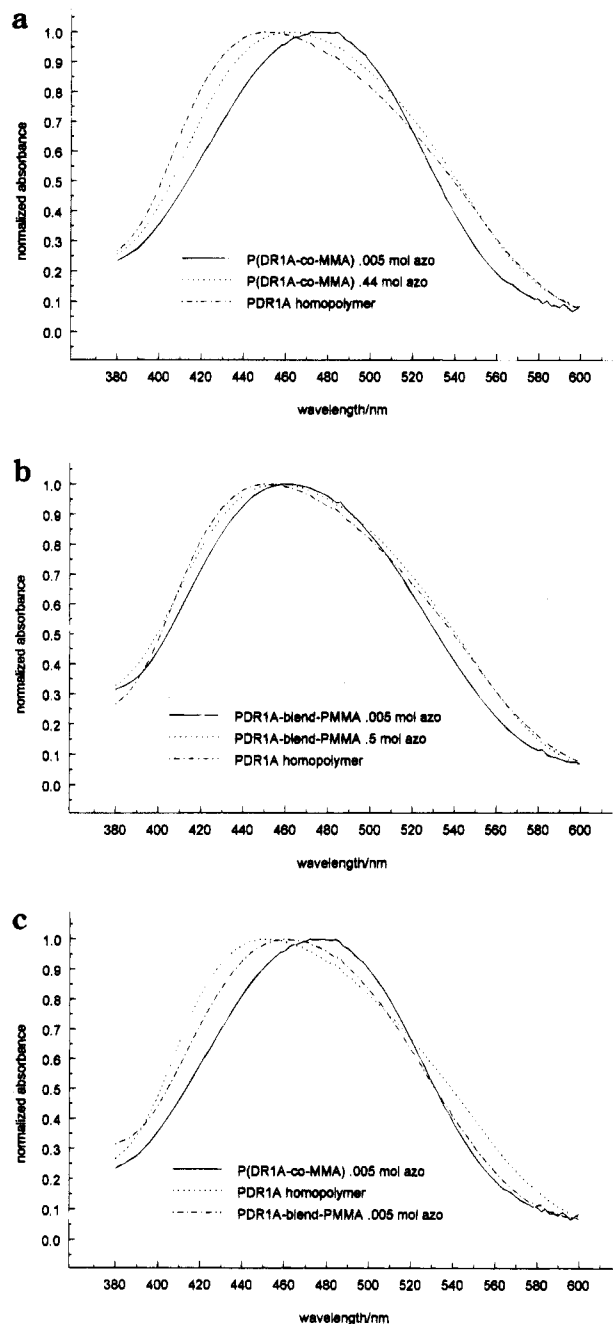 a
1.0
0.9
0.8
0.7
0.6
0.5
0.4
0.3
0.2
0.1
0.0
normalized absorbance
P(DR1A-co-MMA) .005 mol azo
P(DR1A-co-MMA) .44 mol azo
PDR1A homopolymer
380 400 420 440 460 480 500 520 540 560 580 600
wavelength/nm
b
1.0
0.9
0.8
0.7
0.6
0.5
0.4
0.3
0.2
0.1
0.0
normalized absorbance
PDR1A-blend-PMMA .005 mol azo
PDR1A-blend-PMMA .5 mol azo
PDR1A homopolymer
380 400 420 440 460 480 500 520 540 560 580 600
wavelength/nm
c
1.0
0.9
0.8
0.7
0.6
0.5
0.4
0.3
0.2
0.1
0.0
normalized absorbance
P(DR1A-co-MMA) .005 mol azo
PDR1A homopolymer
PDR1A-blend-PMMA .005 mol azo
380 400 420 440 460 480 500 520 540 560 580 600
wavelength/nm